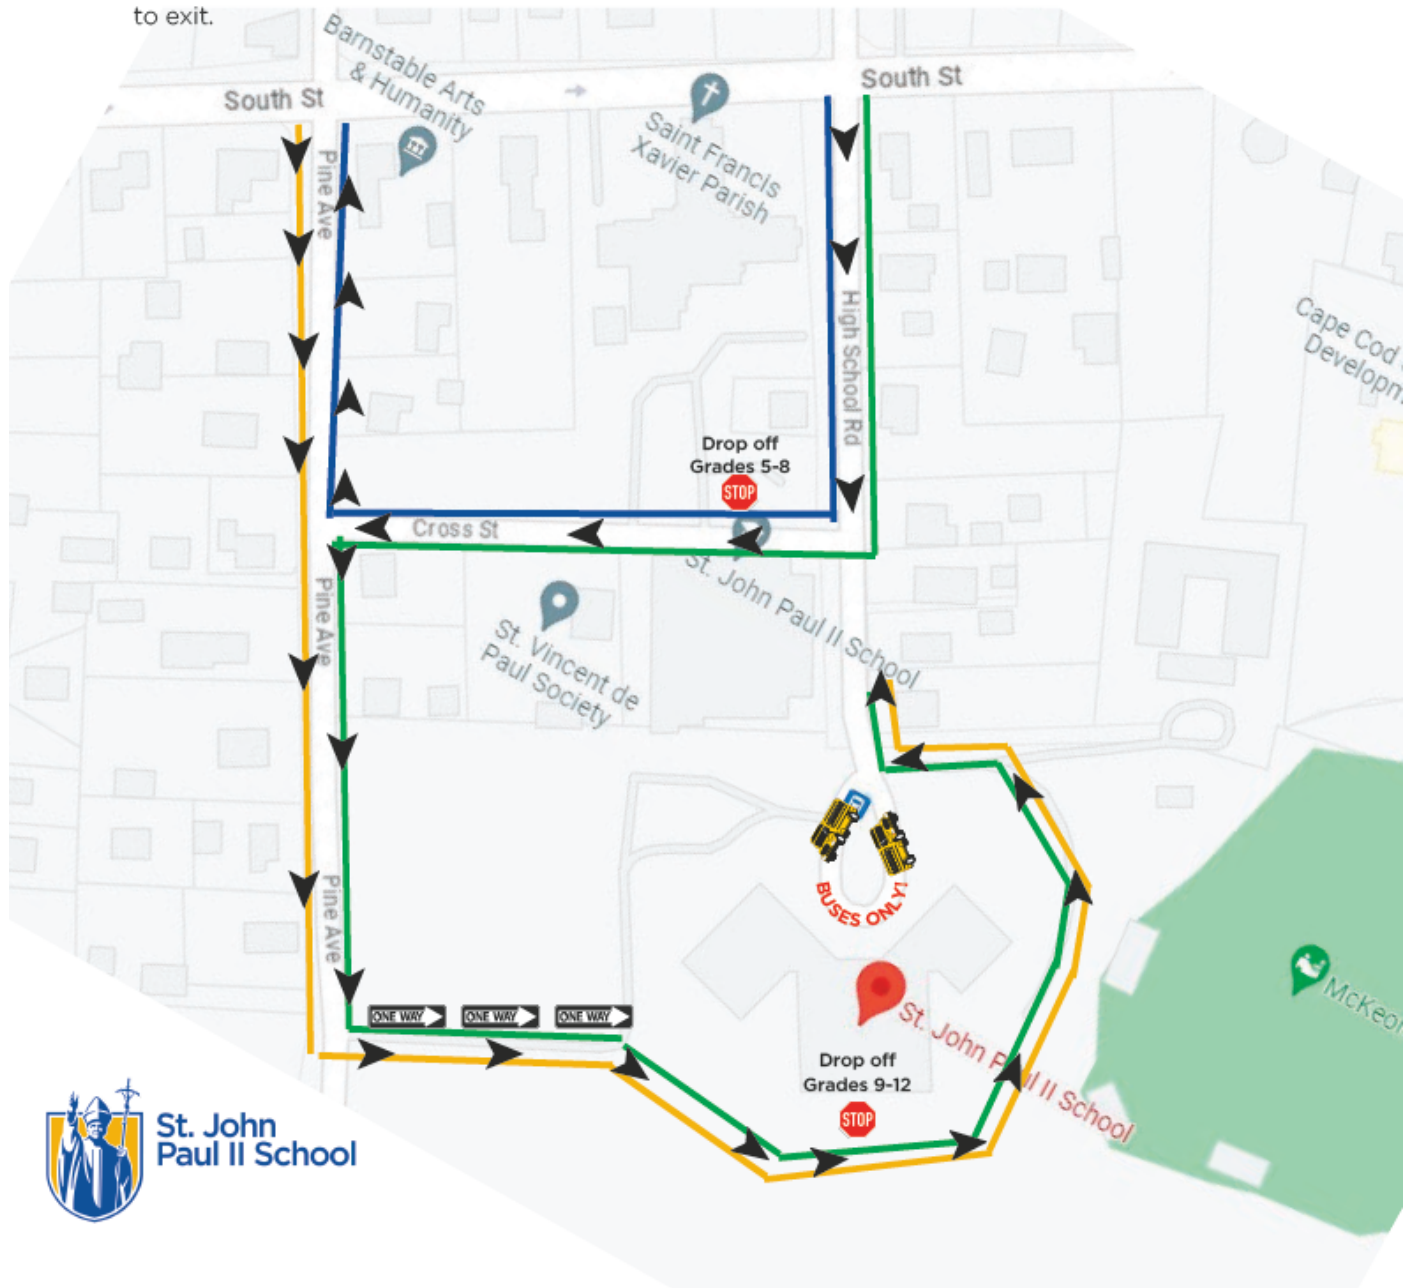 to exit.
Barnstable Arts
& Humanity
South St
South St
Saint Francis
Xavier Parish
Pine Ave
High School Rd
Cape Cod
Developm
Drop off
Grades 5-8
STOP
Cross St
St. John Paul II School
Pine Ave
St. Vincent de
Paul Society
BUSES ONLY!
Pine Ave
McKeo
ONE WAY
ONE WAY
ONE WAY
St. John Paul II School
Drop off
Grades 9-12
STOP
St. John
Paul II School